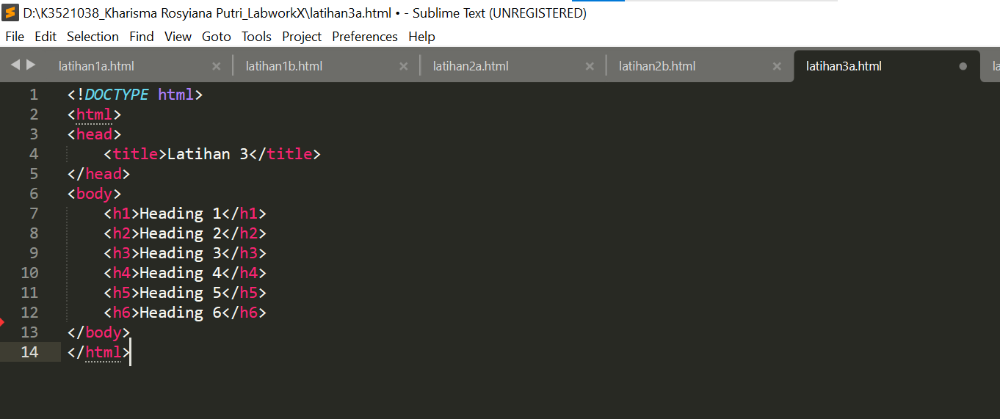 D:\K3521038_Kharisma Rosyiana Putri_LabworkX\latihan3a.html • - Sublime Text (UNREGISTERED)
File Edit Selection Find View Goto Tools Project Preferences Help
latihan1a.html latihan1b.html latihan2a.html latihan2b.html latihan3a.html
1 <!DOCTYPE html>
2 <html>
3 <head>
4     <title>Latihan 3</title>
5 </head>
6 <body>
7     <h1>Heading 1</h1>
8     <h2>Heading 2</h2>
9     <h3>Heading 3</h3>
10     <h4>Heading 4</h4>
11     <h5>Heading 5</h5>
12     <h6>Heading 6</h6>
13 </body>
14 </html>